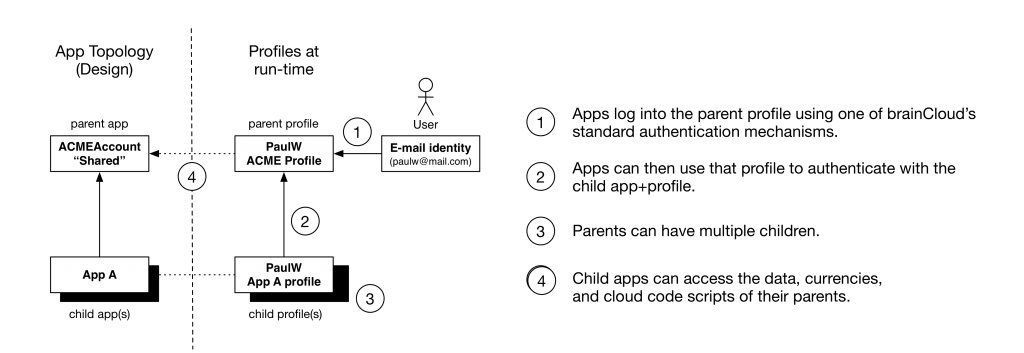 App Topology
(Design)
Profiles at
run-time
User
parent app
ACMEAccount
“Shared”
parent profile
PaulW
ACME Profile
1
E-mail identity
(paulw@mail.com)
4
2
App A
child app(s)
PaulW
App A profile
child profile(s)
3
1
Apps log into the parent profile using one of brainCloud’s
standard authentication mechanisms.
2
Apps can then use that profile to authenticate with the
child app+profile.
3
Parents can have multiple children.
4
Child apps can access the data, currencies,
and cloud code scripts of their parents.